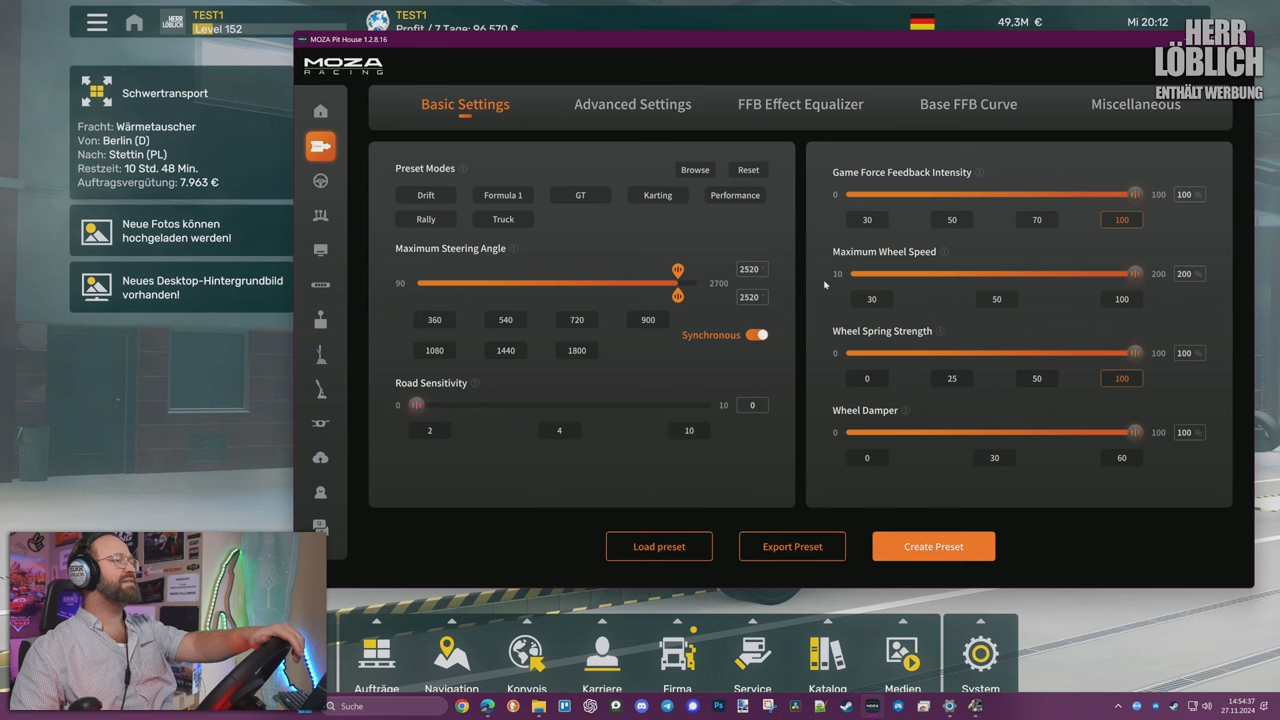 TEST1
Level 152
TEST1
Profit / 7 Tage: 96.570 €
49,3M €
Mi 20:12
HERR
LÖBLICH
ENTHÄLT WERBUNG
Schwertransport
Fracht: Wärmetauscher
Von: Berlin (D)
Nach: Stettin (PL)
Restzeit: 10 Std. 48 Min.
Auftragsvergütung: 7.963 €
Neue Fotos können
hochgeladen werden!
Neues Desktop-Hintergrundbild
vorhanden!
MOZA Pit House 1.2.8.16
MOZA
RACING
Basic Settings
Advanced Settings
FFB Effect Equalizer
Base FFB Curve
Miscellaneous
Preset Modes
Browse
Reset
Drift
Formula 1
GT
Karting
Performance
Rally
Truck
Maximum Steering Angle
90
2700
2520 °
2520 °
360
540
720
900
Synchronous
1080
1440
1800
Road Sensitivity
0
10
0
2
4
10
Game Force Feedback Intensity
0
100
100 %
30
50
70
100
Maximum Wheel Speed
10
200
200 %
30
50
100
Wheel Spring Strength
0
100
100 %
0
25
50
100
Wheel Damper
0
100
100 %
0
30
60
Load preset
Export Preset
Create Preset
Aufträge
Navigation
Konvois
Karriere
Firma
Service
Katalog
Medien
System
Suche
14:54:37
27.11.2024